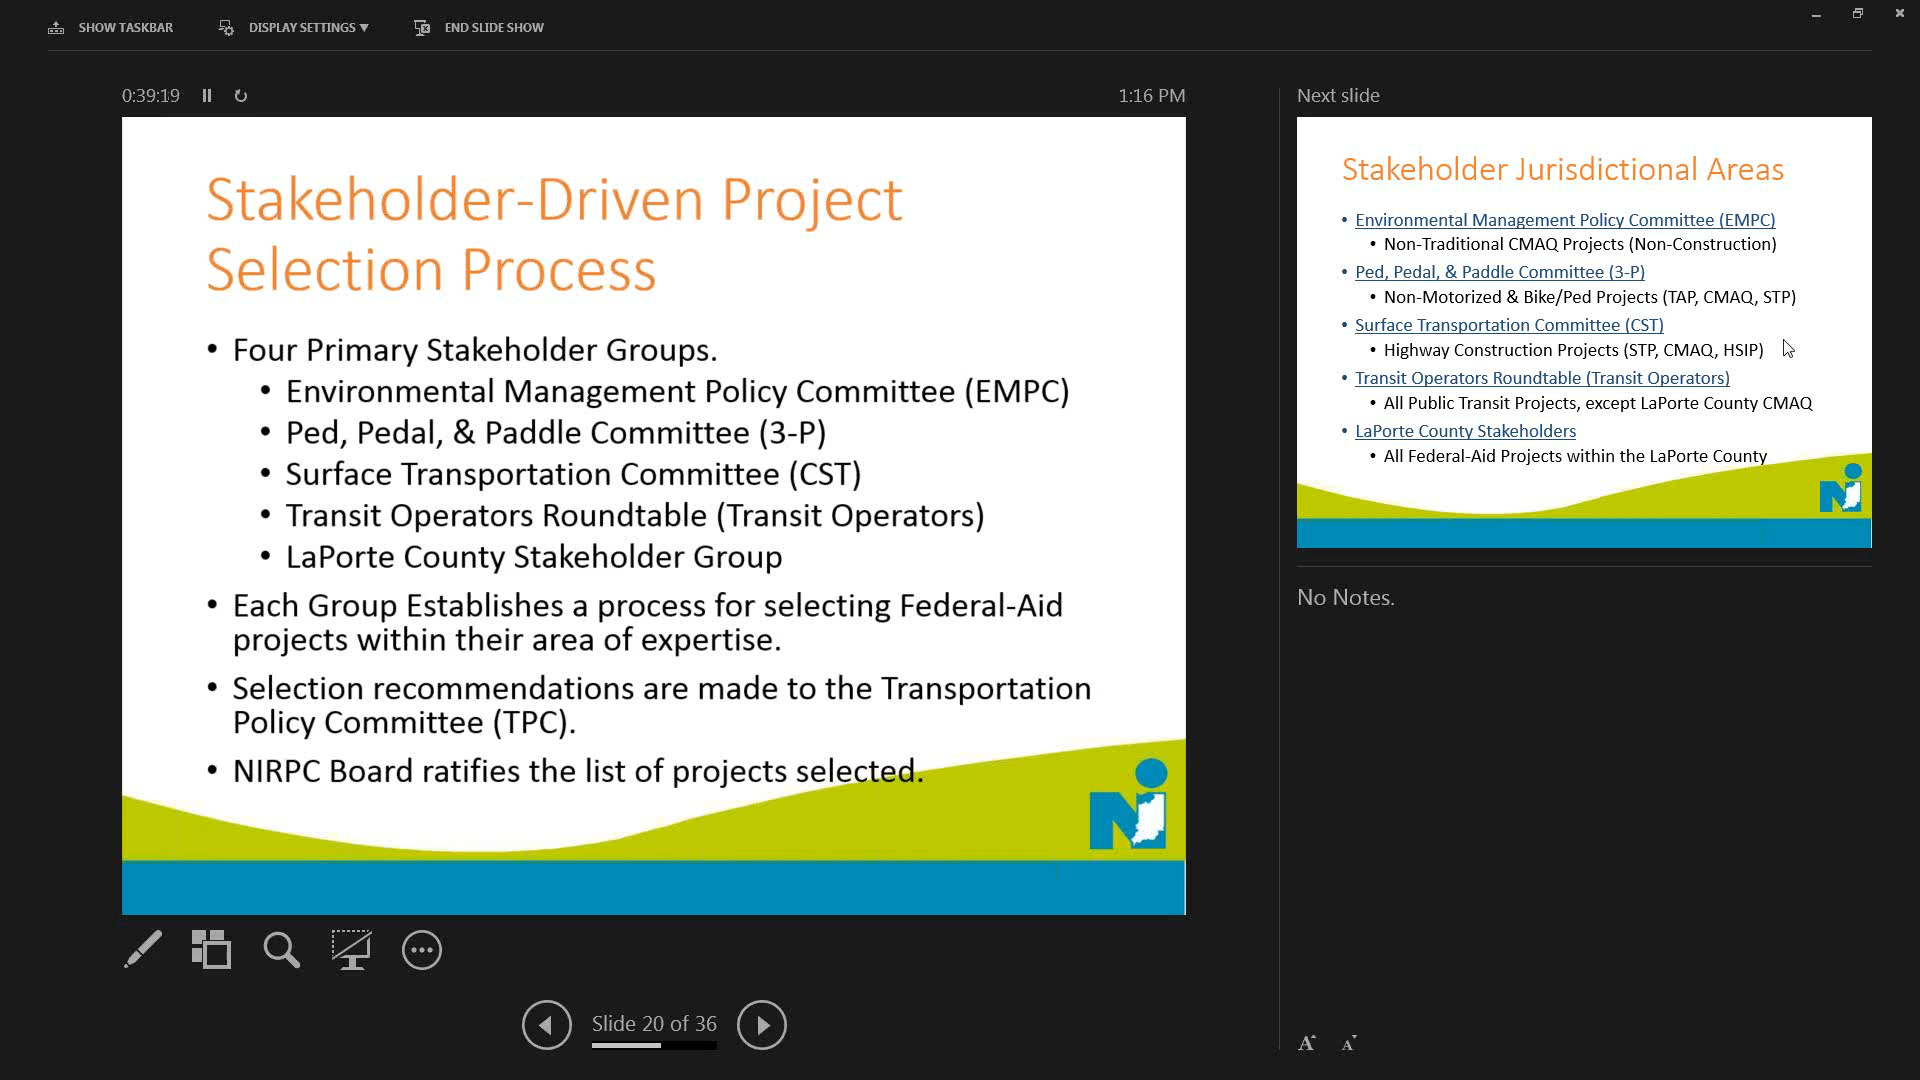 SHOW TASKBAR
DISPLAY SETTINGS
END SLIDE SHOW
0:39:19
1:16 PM
Stakeholder-Driven Project
Selection Process
• Four Primary Stakeholder Groups.
• Environmental Management Policy Committee (EMPC)
• Ped, Pedal, & Paddle Committee (3-P)
• Surface Transportation Committee (CST)
• Transit Operators Roundtable (Transit Operators)
• LaPorte County Stakeholder Group
• Each Group Establishes a process for selecting Federal-Aid
projects within their area of expertise.
• Selection recommendations are made to the Transportation
Policy Committee (TPC).
• NIRPC Board ratifies the list of projects selected.
Slide 20 of 36
Next slide
Stakeholder Jurisdictional Areas
• Environmental Management Policy Committee (EMPC)
• Non-Traditional CMAQ Projects (Non-Construction)
• Ped, Pedal, & Paddle Committee (3-P)
• Non-Motorized & Bike/Ped Projects (TAP, CMAQ, STP)
• Surface Transportation Committee (CST)
• Highway Construction Projects (STP, CMAQ, HSIP)
• Transit Operators Roundtable (Transit Operators)
• All Public Transit Projects, except LaPorte County CMAQ
• LaPorte County Stakeholders
• All Federal-Aid Projects within the LaPorte County
No Notes.
A A